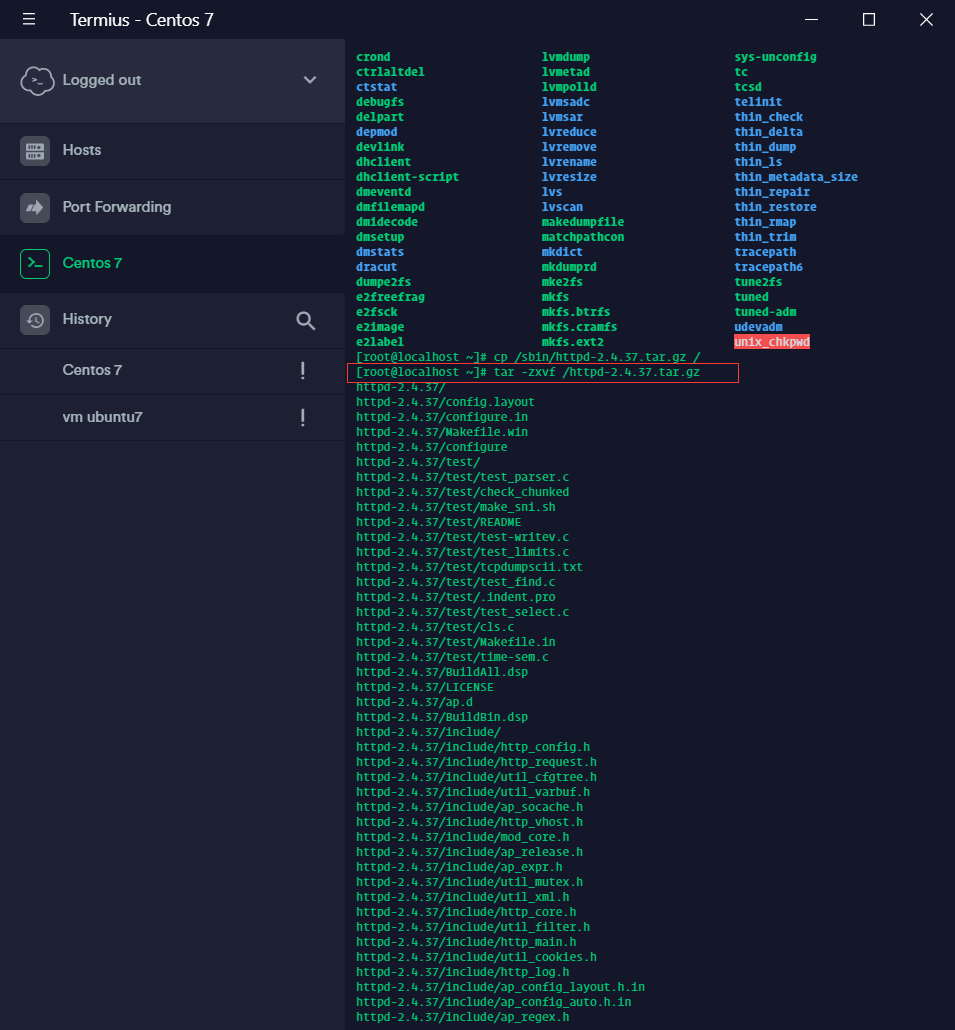 Termius - Centos 7
Logged out
Hosts
Port Forwarding
Centos 7
History
Centos 7
vm ubuntu7
crond lvmdump sys-unconfig
ctrlaltdel lvmetad tc
ctstat lvmpolld tcsd
debugfs lvmsadc telinit
delpart lvmsar thin_check
depmod lvreduce thin_delta
devlink lvremove thin_dump
dhclient lvrename thin_ls
dhclient-script lvresize thin_metadata_size
dmeventd lvs thin_repair
dmfilemapd lvscan thin_restore
dmidecode makedumpfile thin_rmap
dmsetup matchpathcon thin_trim
dmstats mkdict tracepath
dracut mkdumprd tracepath6
dumpe2fs mke2fs tune2fs
e2freefrag mkfs tuned
e2fsck mkfs.btrfs tuned-adm
e2image mkfs.cramfs udevadm
e2label mkfs.ext2 unix_chkpwd
[root@localhost ~]# cp /sbin/httpd-2.4.37.tar.gz /
[root@localhost ~]# tar -zxvf /httpd-2.4.37.tar.gz
httpd-2.4.37/
httpd-2.4.37/config.layout
httpd-2.4.37/configure.in
httpd-2.4.37/Makefile.win
httpd-2.4.37/configure
httpd-2.4.37/test/
httpd-2.4.37/test/test_parser.c
httpd-2.4.37/test/check_chunked
httpd-2.4.37/test/make_sni.sh
httpd-2.4.37/test/README
httpd-2.4.37/test/test-writev.c
httpd-2.4.37/test/test_limits.c
httpd-2.4.37/test/tcpdumpscii.txt
httpd-2.4.37/test/test_find.c
httpd-2.4.37/test/.indent.pro
httpd-2.4.37/test/test_select.c
httpd-2.4.37/test/cls.c
httpd-2.4.37/test/Makefile.in
httpd-2.4.37/test/time-sem.c
httpd-2.4.37/BuildAll.dsp
httpd-2.4.37/LICENSE
httpd-2.4.37/ap.d
httpd-2.4.37/BuildBin.dsp
httpd-2.4.37/include/
httpd-2.4.37/include/http_config.h
httpd-2.4.37/include/http_request.h
httpd-2.4.37/include/util_cfgtree.h
httpd-2.4.37/include/util_varbuf.h
httpd-2.4.37/include/ap_socache.h
httpd-2.4.37/include/http_vhost.h
httpd-2.4.37/include/mod_core.h
httpd-2.4.37/include/ap_release.h
httpd-2.4.37/include/ap_expr.h
httpd-2.4.37/include/util_mutex.h
httpd-2.4.37/include/util_xml.h
httpd-2.4.37/include/http_core.h
httpd-2.4.37/include/util_filter.h
httpd-2.4.37/include/http_main.h
httpd-2.4.37/include/util_cookies.h
httpd-2.4.37/include/http_log.h
httpd-2.4.37/include/ap_config_layout.h.in
httpd-2.4.37/include/ap_config_auto.h.in
httpd-2.4.37/include/ap_regex.h